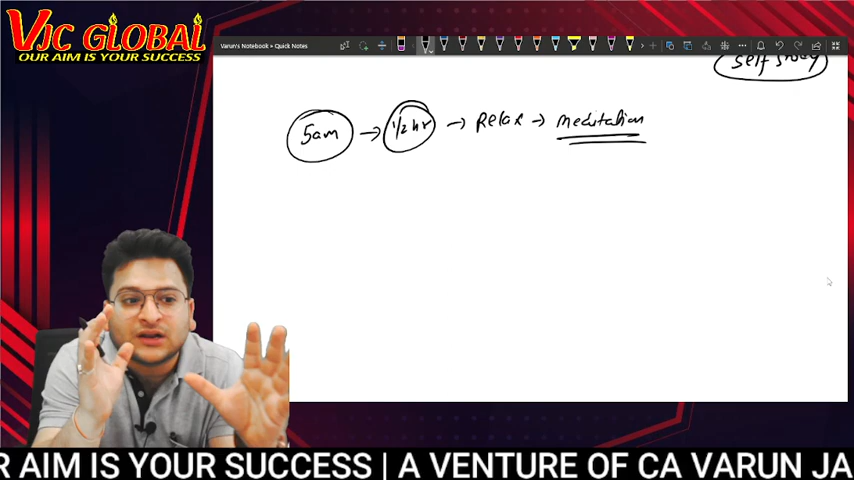 VJC GLOBAL
OUR AIM IS YOUR SUCCESS
Varun's Notebook > Quick Notes
self study
5am → 1/2 hr → Relax → meditation
R AIM IS YOUR SUCCESS | A VENTURE OF CA VARUN JA